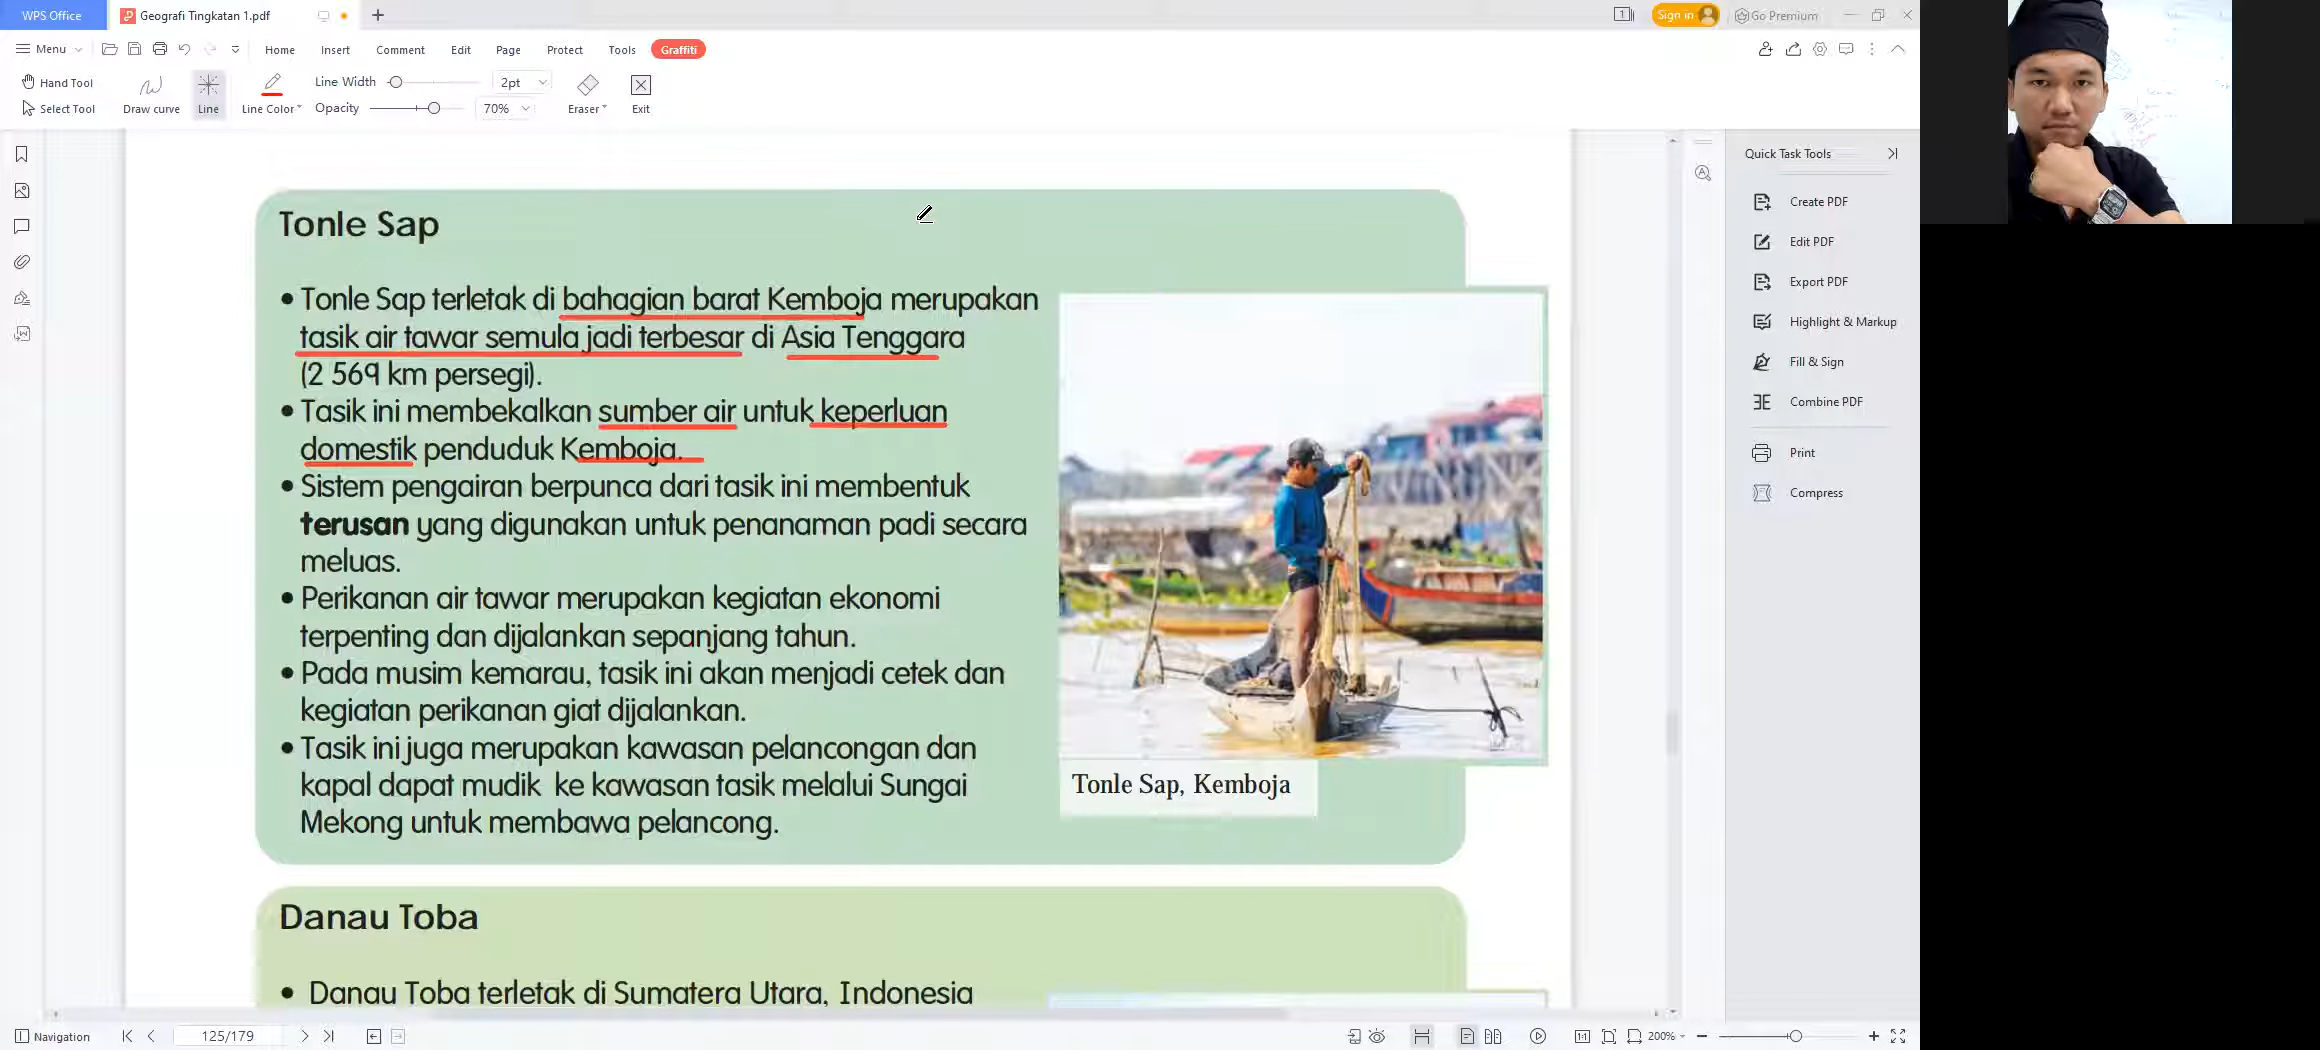 WPS Office
Geografi Tingkatan 1.pdf
1
Sign in
Go Premium
Menu
Home
Insert
Comment
Edit
Page
Protect
Tools
Graffiti
Hand Tool
Select Tool
Draw curve
Line
Line Color
Line Width
2pt
Opacity
70%
Eraser
Exit
Tonle Sap
• Tonle Sap terletak di bahagian barat Kemboja merupakan
tasik air tawar semula jadi terbesar di Asia Tenggara
(2 569 km persegi).
• Tasik ini membekalkan sumber air untuk keperluan
domestik penduduk Kemboja.
• Sistem pengairan berpunca dari tasik ini membentuk
terusan yang digunakan untuk penanaman padi secara
meluas.
• Perikanan air tawar merupakan kegiatan ekonomi
terpenting dan dijalankan sepanjang tahun.
• Pada musim kemarau, tasik ini akan menjadi cetek dan
kegiatan perikanan giat dijalankan.
• Tasik ini juga merupakan kawasan pelancongan dan
kapal dapat mudik ke kawasan tasik melalui Sungai
Mekong untuk membawa pelancong.
Tonle Sap, Kemboja
Danau Toba
• Danau Toba terletak di Sumatera Utara, Indonesia
Quick Task Tools
Create PDF
Edit PDF
Export PDF
Highlight & Markup
Fill & Sign
Combine PDF
Print
Compress
Navigation
125/179
1:1
200%